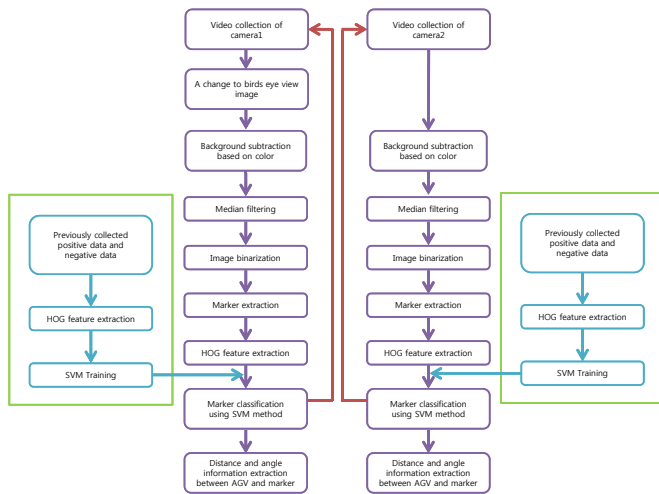 Video collection of
camera1
A change to birds eye view
image
Background subtraction
based on color
Median filtering
Image binarization
Marker extraction
HOG feature extraction
Marker classification
using SVM method
Distance and angle
information extraction
between AGV and marker
Previously collected
positive data and
negative data
HOG feature extraction
SVM Training
Video collection of
camera2
Background subtraction
based on color
Median filtering
Image binarization
Marker extraction
HOG feature extraction
Marker classification
using SVM method
Distance and angle
information extraction
between AGV and marker
Previously collected
positive data and
negative data
HOG feature extraction
SVM Training